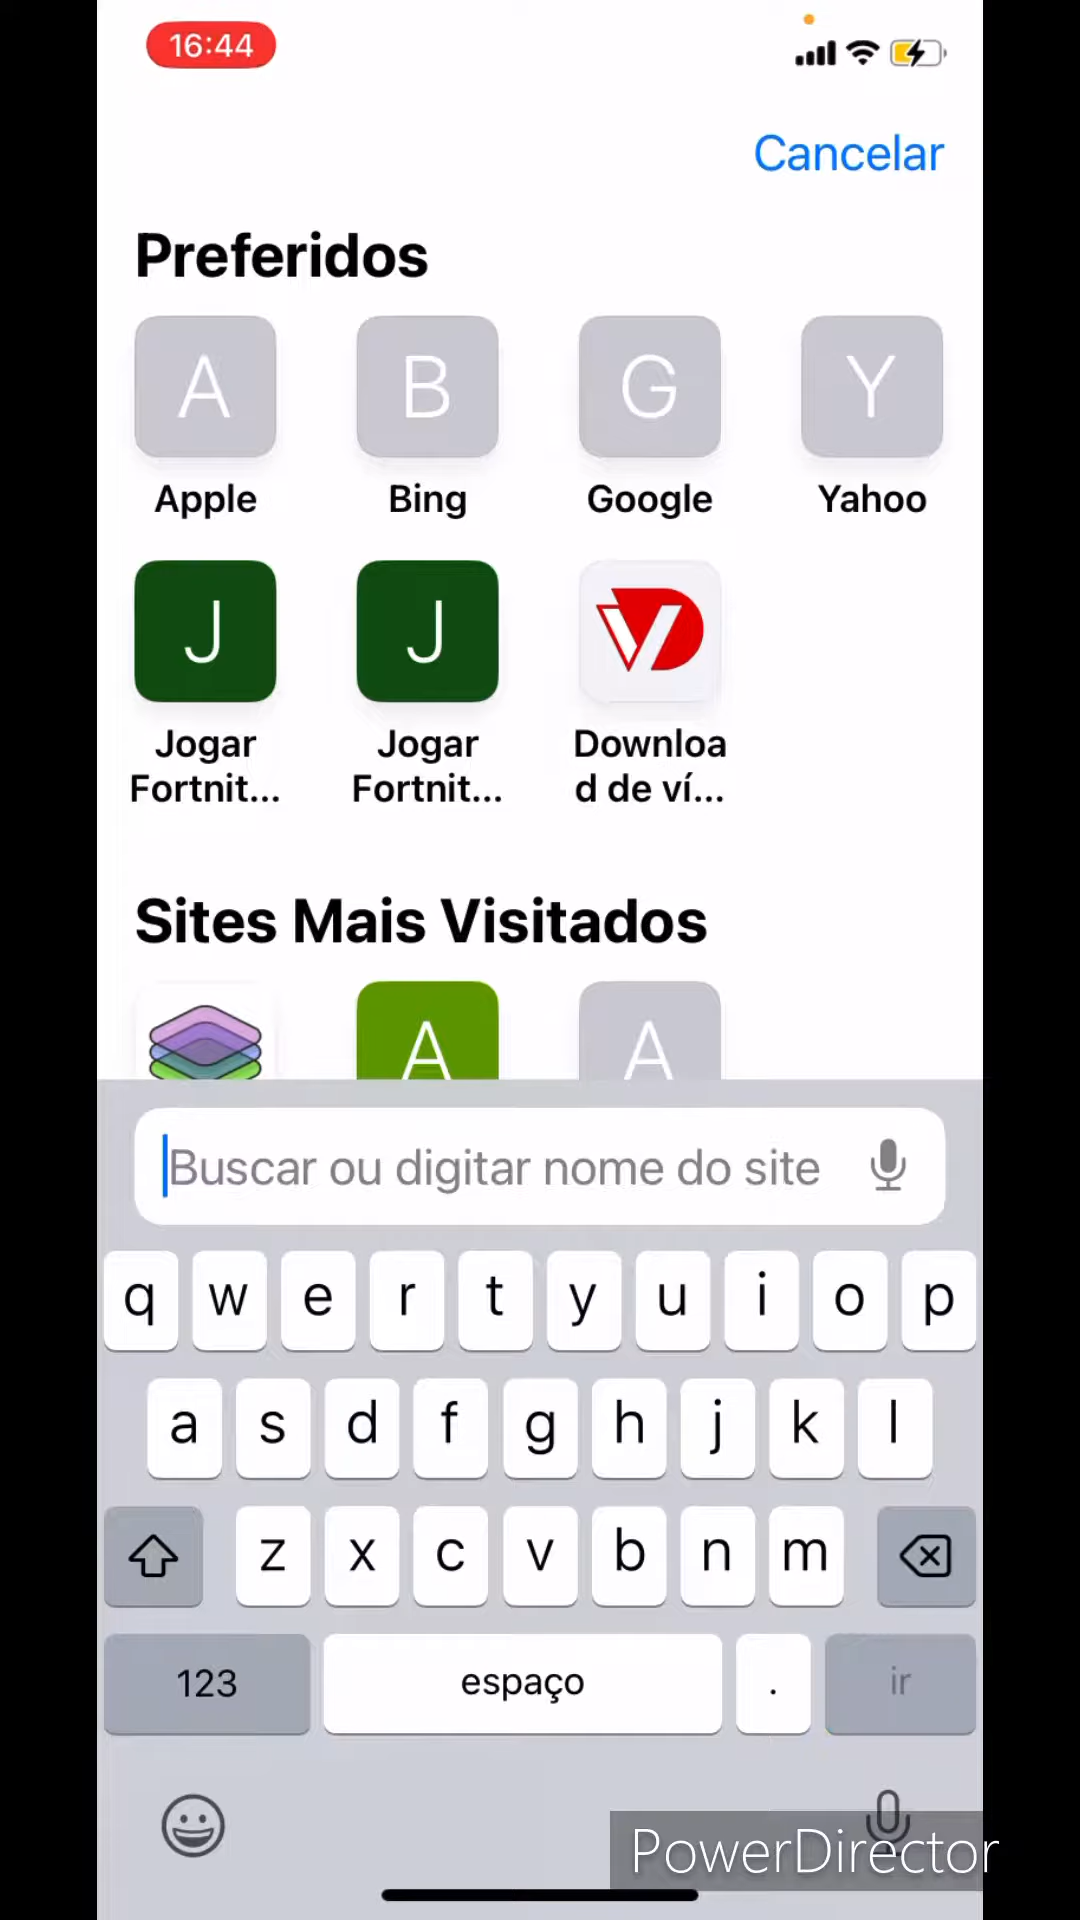 16:44
Cancelar
Preferidos
A B G Y
Apple Bing Google Yahoo
J J
Jogar Jogar Downloa
Fortnit... Fortnit... d de ví...
Sites Mais Visitados
A A
Buscar ou digitar nome do site
q w e r t y u i o p
a s d f g h j k l
z x c v b n m
123 espaço . ir
PowerDirector